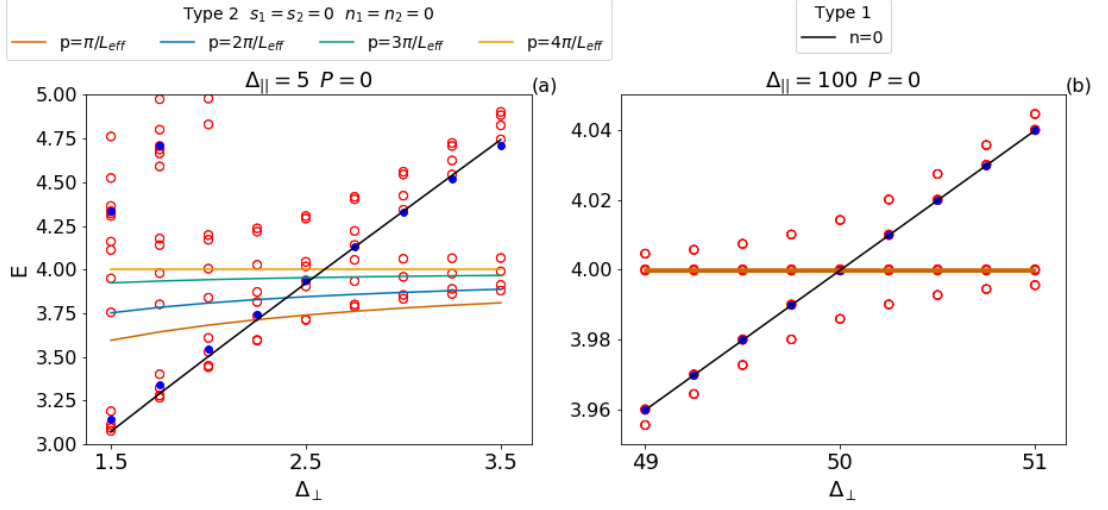 Type 2 s₁ = s₂ = 0 n₁ = n₂ = 0
p=π/L_eff p=2π/L_eff p=3π/L_eff p=4π/L_eff
Type 1
n=0
Δ_|| = 5 P = 0
(a)
5.00
4.75
4.50
4.25
4.00
3.75
3.50
3.25
3.00
E
1.5 2.5 3.5
Δ_⊥
Δ_|| = 100 P = 0
(b)
4.04
4.02
4.00
3.98
3.96
49 50 51
Δ_⊥